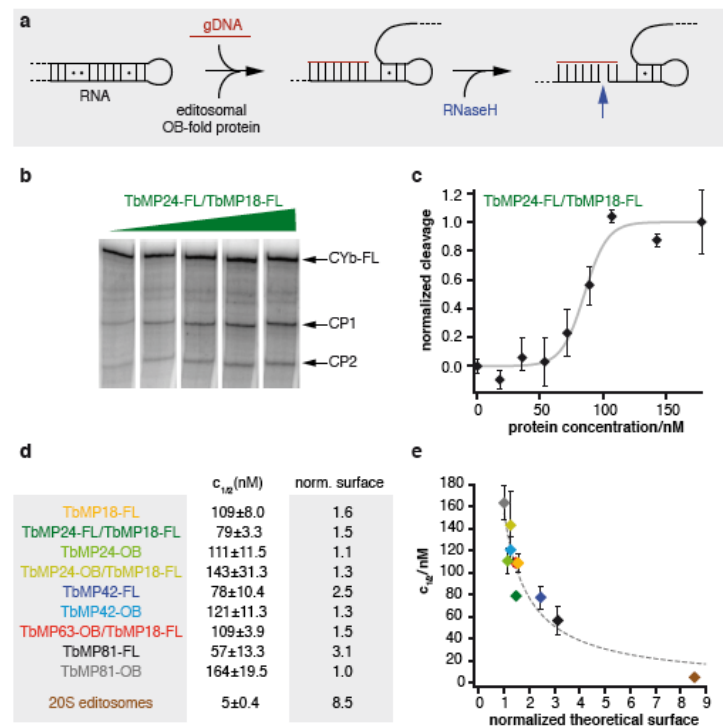 a
gDNA
RNA
editosomal
OB-fold protein
RNaseH
b
TbMP24-FL/TbMP18-FL
CYb-FL
CP1
CP2
c
TbMP24-FL/TbMP18-FL
normalized cleavage
1.2
1.0
0.8
0.6
0.4
0.2
0.0
0 50 100 150
protein concentration/nM
d
c1/2(nM) norm. surface
TbMP18-FL 109±8.0 1.6
TbMP24-FL/TbMP18-FL 79±3.3 1.5
TbMP24-OB 111±11.5 1.1
TbMP24-OB/TbMP18-FL 143±31.3 1.3
TbMP42-FL 78±10.4 2.5
TbMP42-OB 121±11.3 1.3
TbMP63-OB/TbMP18-FL 109±3.9 1.5
TbMP81-FL 57±13.3 3.1
TbMP81-OB 164±19.5 1.0
20S editosomes 5±0.4 8.5
e
c1/2/nM
180
160
140
120
100
80
60
40
20
0
0 1 2 3 4 5 6 7 8 9
normalized theoretical surface